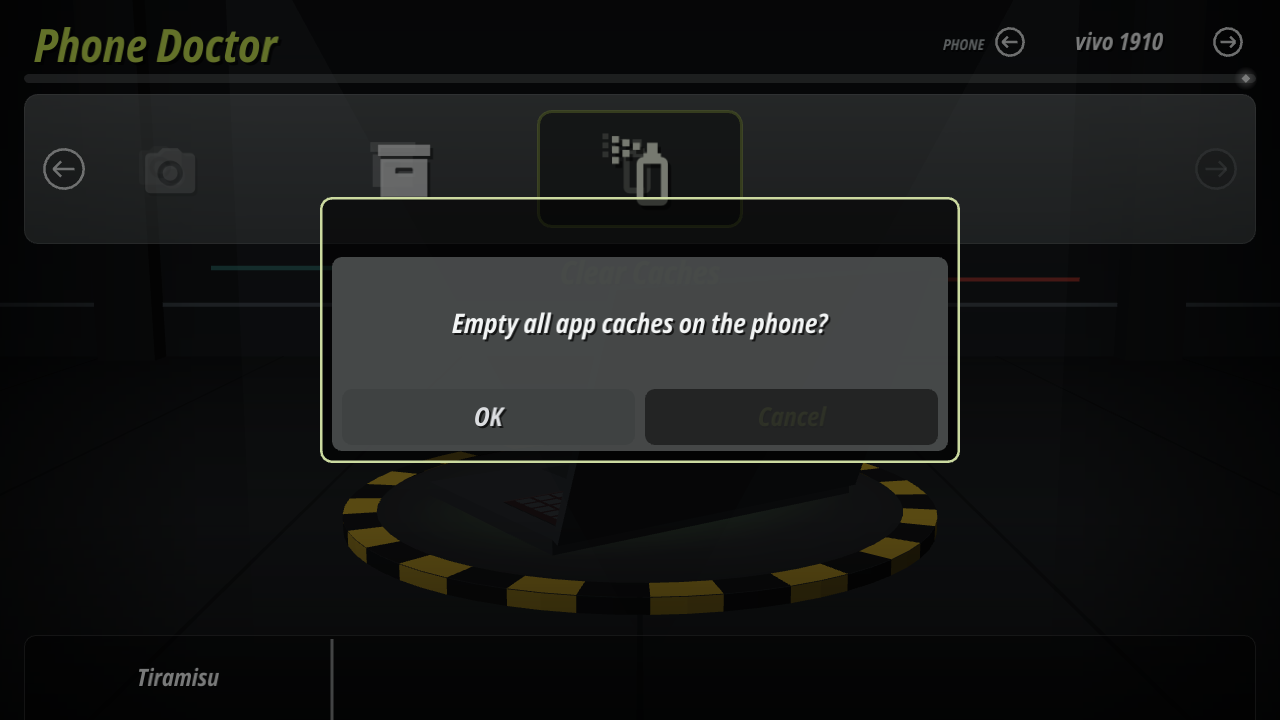 Phone Doctor
PHONE
vivo 1910
Clear Caches
Empty all app caches on the phone?
OK
Cancel
Tiramisu